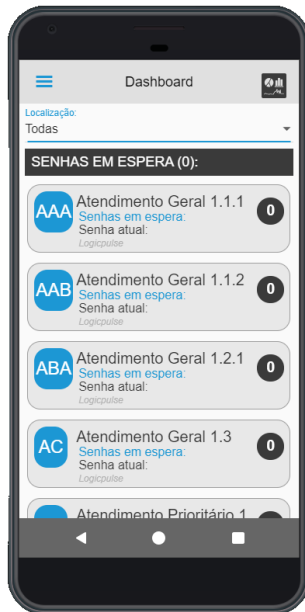 Dashboard
Localização:
Todas
SENHAS EM ESPERA (0):
AAA
Atendimento Geral 1.1.1
Senhas em espera:
Senha atual:
Logicpulse
0
AAB
Atendimento Geral 1.1.2
Senhas em espera:
Senha atual:
Logicpulse
0
ABA
Atendimento Geral 1.2.1
Senhas em espera:
Senha atual:
Logicpulse
0
AC
Atendimento Geral 1.3
Senhas em espera:
Senha atual:
Logicpulse
0
Atendimento Prioritário 1